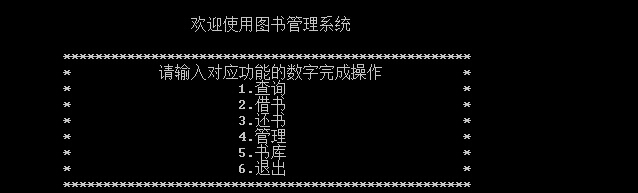 欢迎使用图书管理系统
***************************************************
* 请输入对应功能的数字完成操作 *
* 1.查询 *
* 2.借书 *
* 3.还书 *
* 4.管理 *
* 5.书库 *
* 6.退出 *
***************************************************